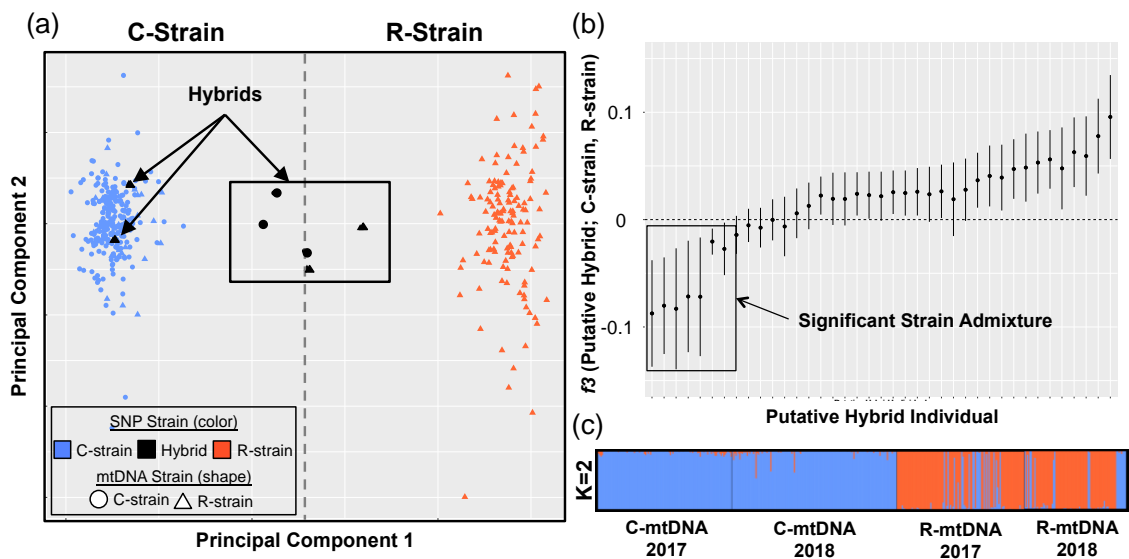 (a)
C-Strain
R-Strain
Hybrids
Principal Component 2
SNP Strain (color)
C-strain
Hybrid
R-strain
mtDNA Strain (shape)
C-strain
R-strain
Principal Component 1
(b)
f3 (Putative Hybrid; C-strain, R-strain)
0.1
0
-0.1
Significant Strain Admixture
Putative Hybrid Individual
(c)
K=2
C-mtDNA
2017
C-mtDNA
2018
R-mtDNA
2017
R-mtDNA
2018